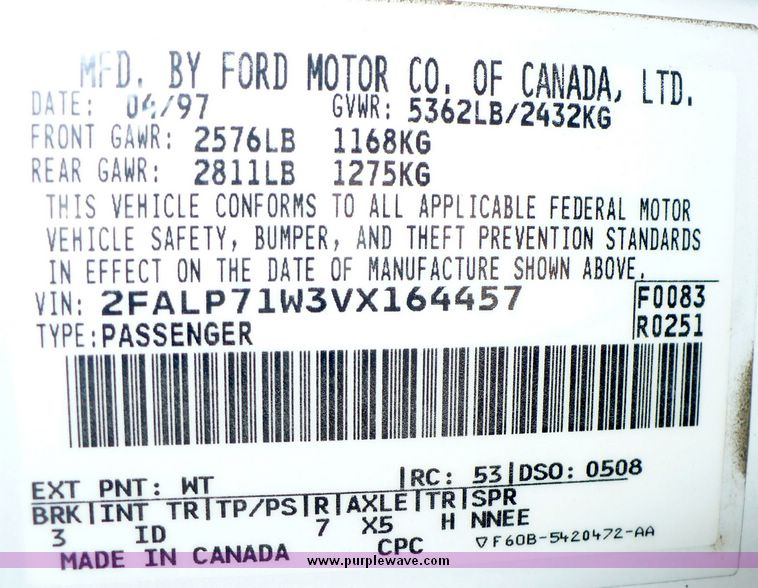 MFD. BY FORD MOTOR CO. OF CANADA, LTD.
DATE: 04/97 GVWR: 5362LB/2432KG
FRONT GAWR: 2576LB 1168KG
REAR GAWR: 2811LB 1275KG
THIS VEHICLE CONFORMS TO ALL APPLICABLE FEDERAL MOTOR
VEHICLE SAFETY, BUMPER, AND THEFT PREVENTION STANDARDS
IN EFFECT ON THE DATE OF MANUFACTURE SHOWN ABOVE.
VIN: 2FALP71W3VX164457 F0083
TYPE: PASSENGER R0251
EXT PNT: WT RC: 53 DSO: 0508
BRK INT TR TP/PS R AXLE TR SPR
3 ID 7 X5 H NNEE
MADE IN CANADA CPC ▽F60B-5420472-AA
www.purplewave.com